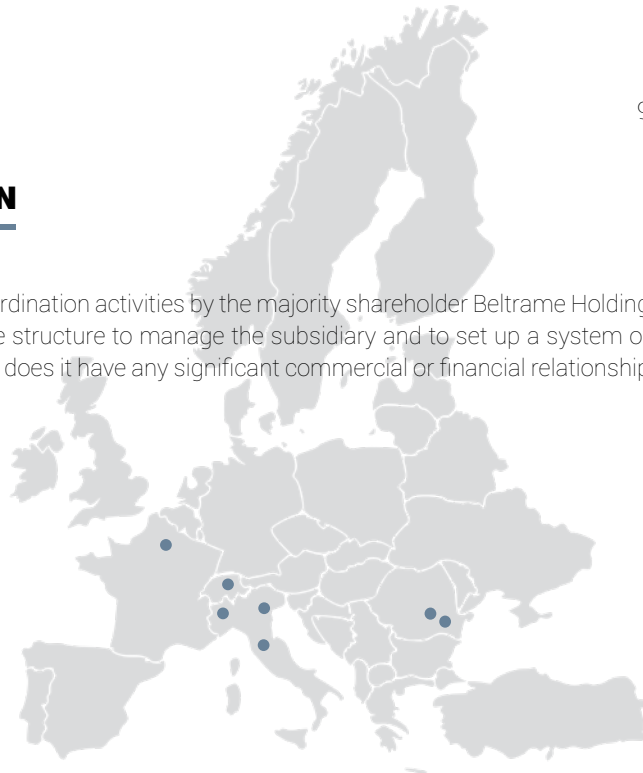 N
rdination activities by the majority shareholder Beltrame Holding
e structure to manage the subsidiary and to set up a system o
does it have any significant commercial or financial relationship